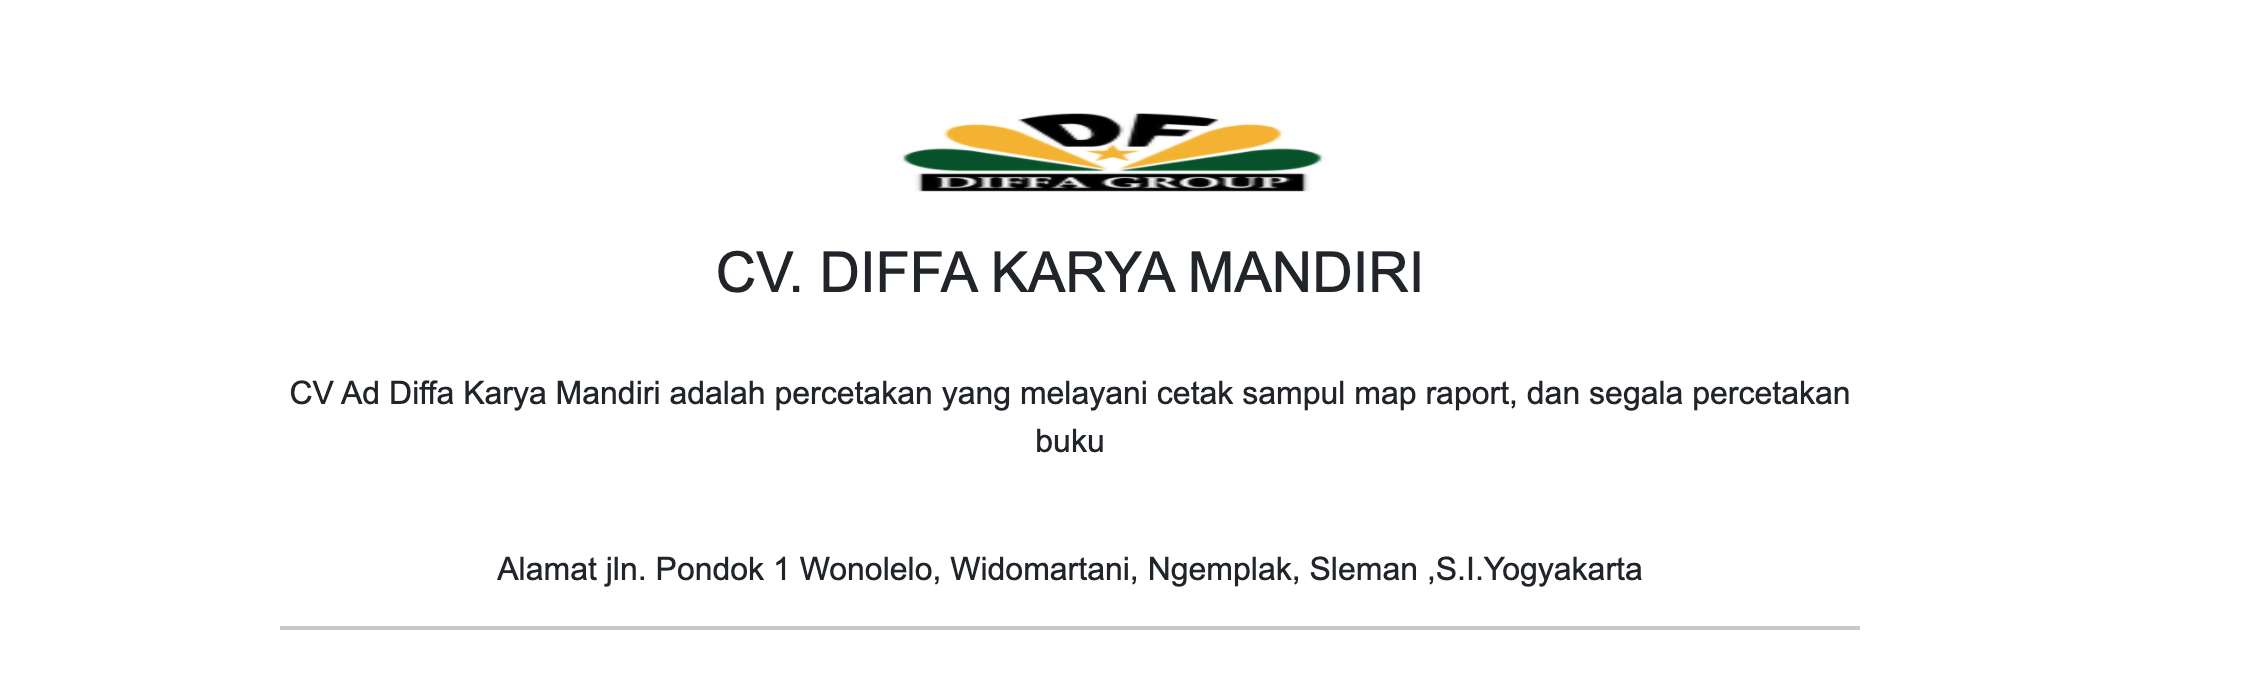 DF
DIFFA GROUP
CV. DIFFA KARYA MANDIRI
CV Ad Diffa Karya Mandiri adalah percetakan yang melayani cetak sampul map raport, dan segala percetakan
buku
Alamat jln. Pondok 1 Wonolelo, Widomartani, Ngemplak, Sleman ,S.I.Yogyakarta